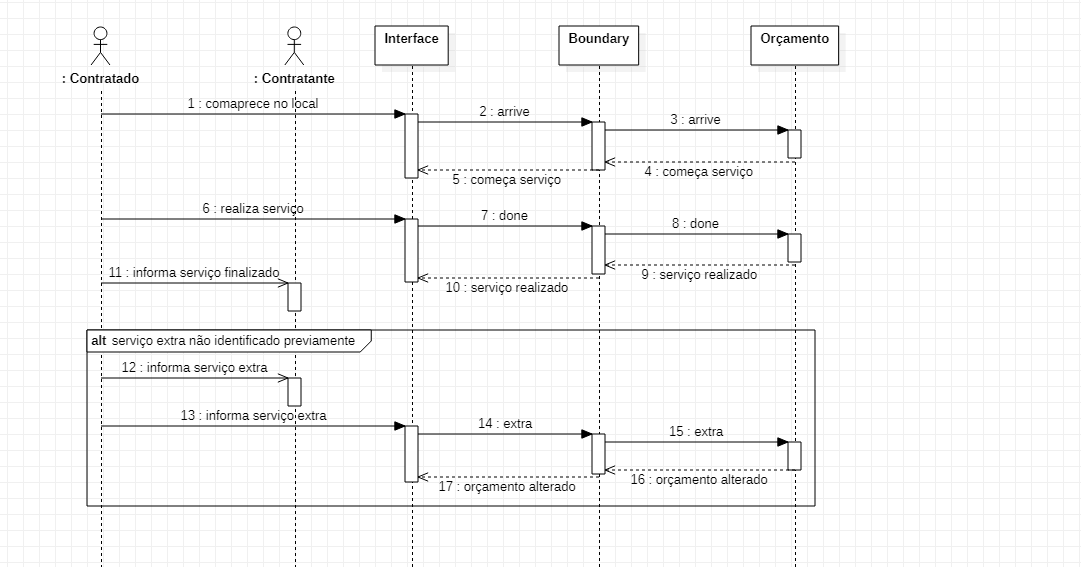 : Contratado
: Contratante
Interface
Boundary
Orçamento
1 : comaprece no local
2 : arrive
3 : arrive
4 : começa serviço
5 : começa serviço
6 : realiza serviço
7 : done
8 : done
9 : serviço realizado
10 : serviço realizado
11 : informa serviço finalizado
alt serviço extra não identificado previamente
12 : informa serviço extra
13 : informa serviço extra
14 : extra
15 : extra
16 : orçamento alterado
17 : orçamento alterado